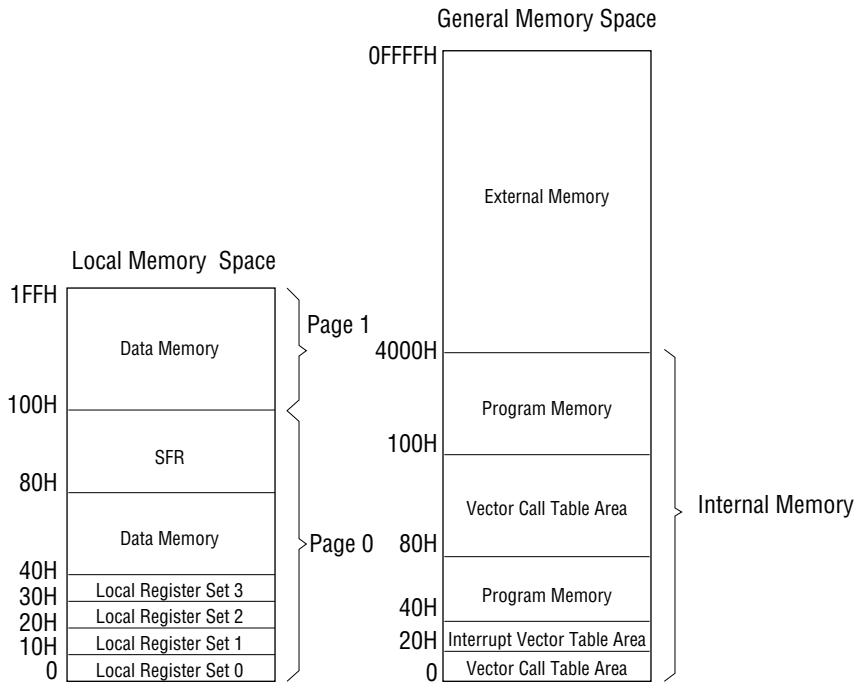 General Memory Space
0FFFFH
External Memory
4000H
Program Memory
100H
Vector Call Table Area
80H
Program Memory
40H
20H
Interrupt Vector Table Area
0
Vector Call Table Area
Internal Memory
Local Memory Space
1FFH
Data Memory
Page 1
100H
SFR
80H
Data Memory
Page 0
40H
Local Register Set 3
30H
Local Register Set 2
20H
Local Register Set 1
10H
Local Register Set 0
0